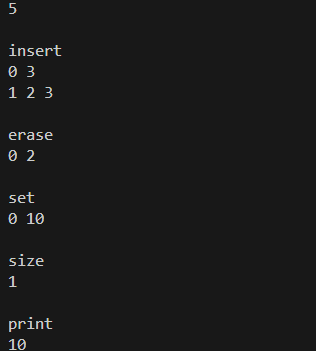 5
insert
0 3
1 2 3
erase
0 2
set
0 10
size
1
print
10